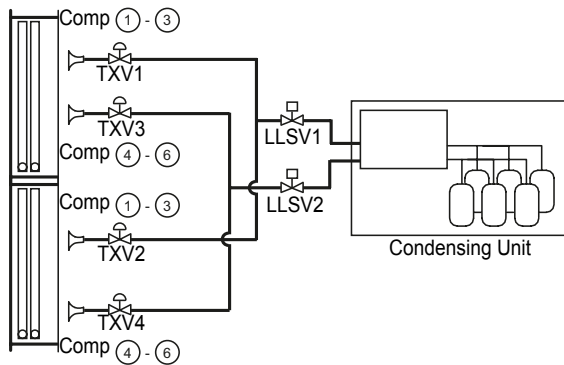 Comp 1 - 3
TXV1
TXV3
LLSV1
Comp 4 - 6
Comp 1 - 3
LLSV2
TXV2
Condensing Unit
TXV4
Comp 4 - 6